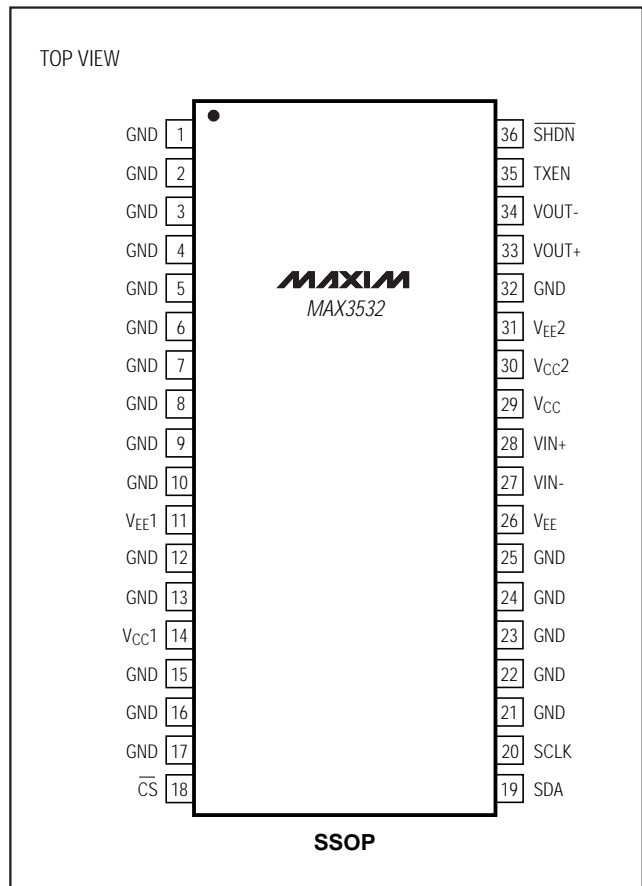 TOP VIEW
MAXIM
MAX3532
GND 1
GND 2
GND 3
GND 4
GND 5
GND 6
GND 7
GND 8
GND 9
GND 10
VEE1 11
GND 12
GND 13
VCC1 14
GND 15
GND 16
GND 17
C̅S̅ 18
36 S̅H̅D̅N̅
35 TXEN
34 VOUT-
33 VOUT+
32 GND
31 VEE2
30 VCC2
29 VCC
28 VIN+
27 VIN-
26 VEE
25 GND
24 GND
23 GND
22 GND
21 GND
20 SCLK
19 SDA
SSOP